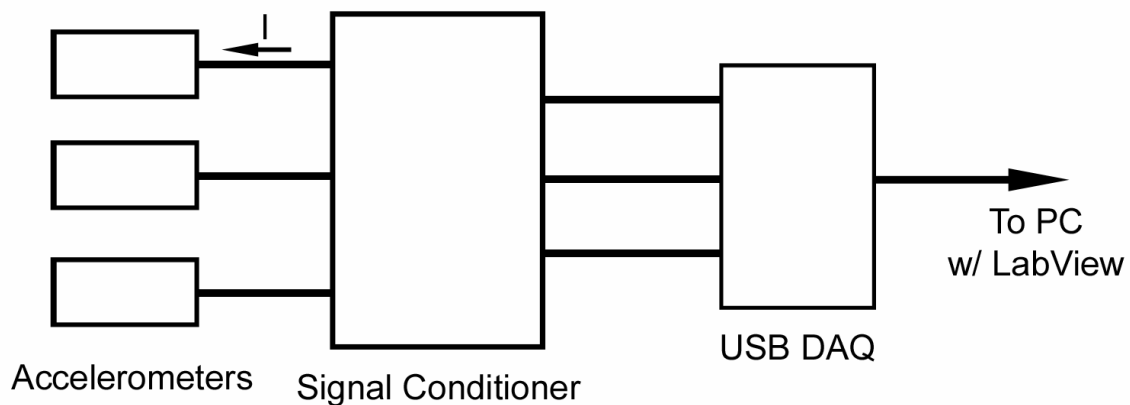 I
To PC
w/ LabView
USB DAQ
Accelerometers
Signal Conditioner